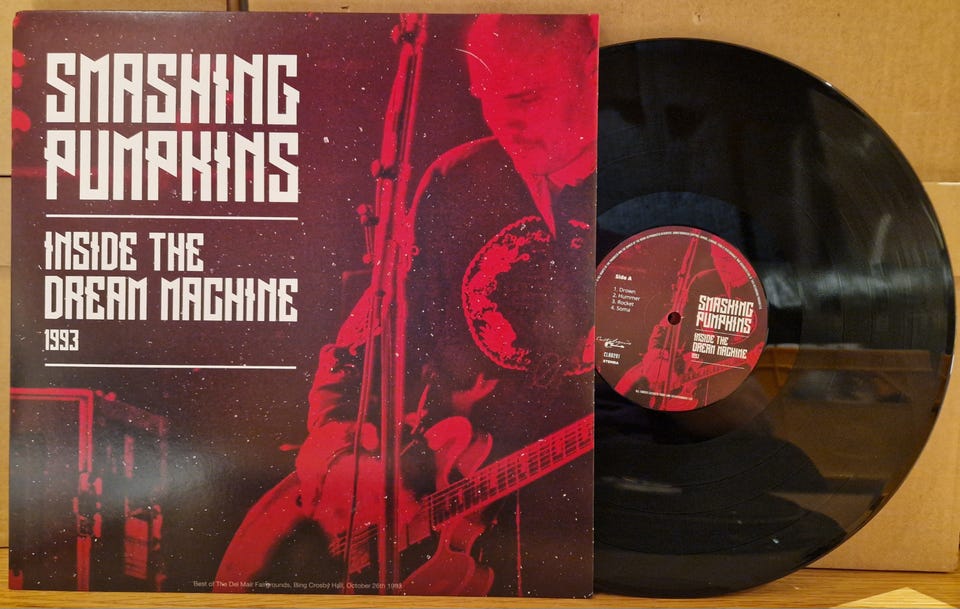 SMASHING
PUMPKINS
INSIDE THE
DREAM MACHINE
1993
Best of The Del Mair Fairgrounds, Bing Crosby Hall, October 26th 1993
Side A
1. Drown
2. Hummer
3. Rocket
4. Soma
SMASHING
PUMPKINS
INSIDE THE
DREAM MACHINE
1993
STEREO